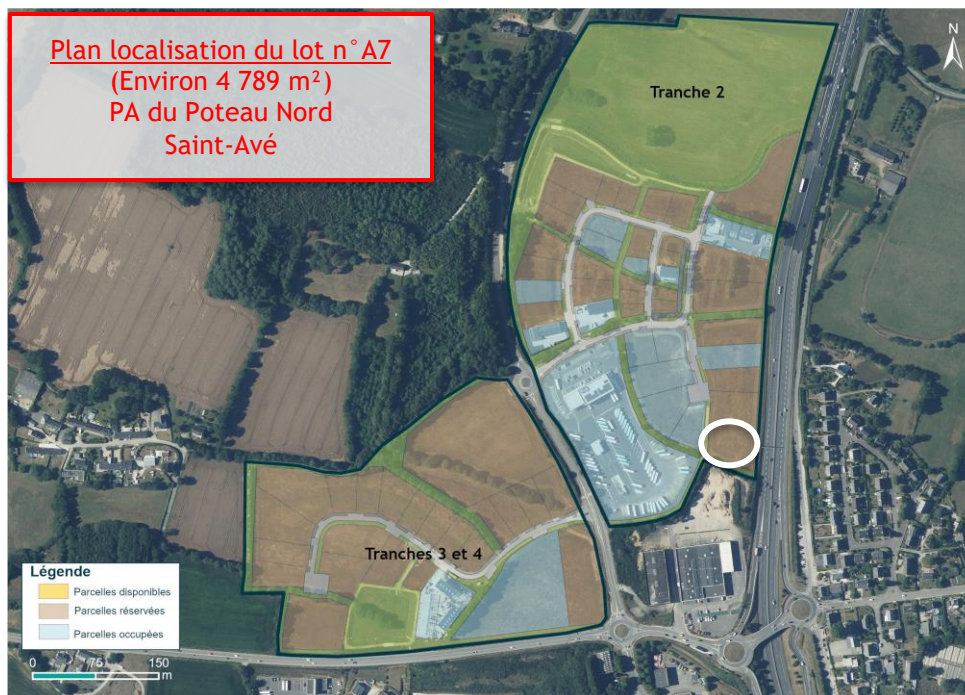 Plan localisation du lot n°A7
(Environ 4 789 m²)
PA du Poteau Nord
Saint-Avé
N
Tranche 2
Tranches 3 et 4
Légende
Parcelles disponibles
Parcelles réservées
Parcelles occupées
0 75 150
m